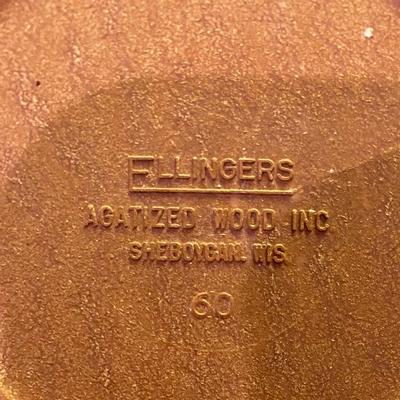 ELLINGERS
AGATIZED WOOD INC
SHEBOYGAN. WIS.
60